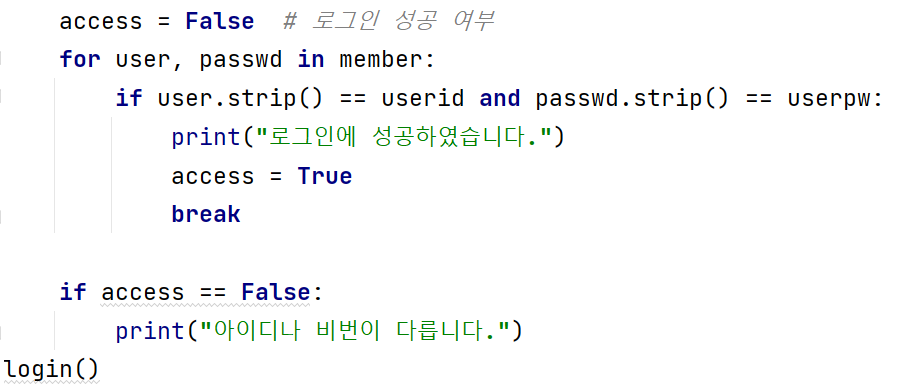 access = False  # 로그인 성공 여부
for user, passwd in member:
    if user.strip() == userid and passwd.strip() == userpw:
        print("로그인에 성공하였습니다.")
        access = True
        break

if access == False:
    print("아이디나 비번이 다릅니다.")
login()